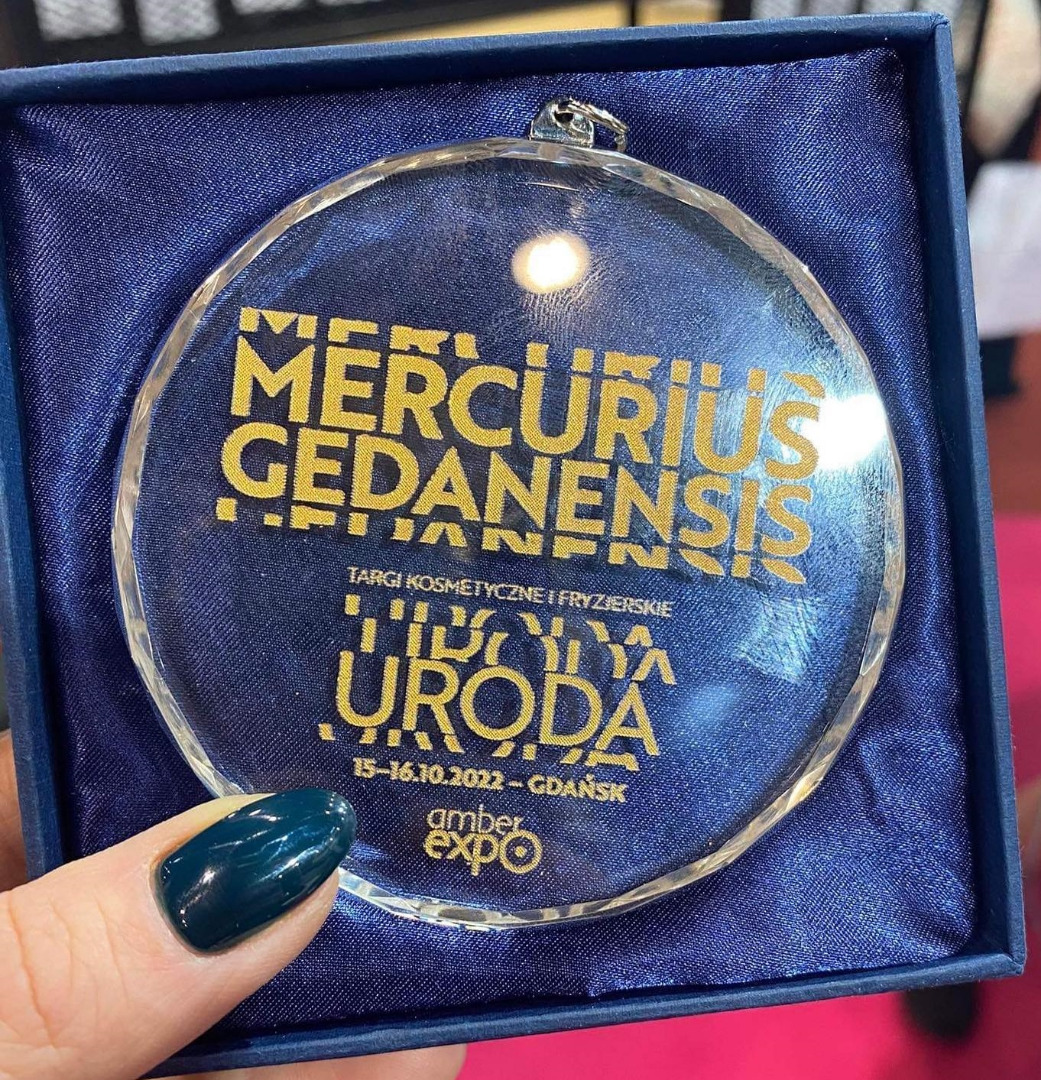 MERCURIUS
GEDANENSIS
TARGI KOSMETYCZNE I FRYZJERSKIE
URODA
15–16.10.2022 – GDAŃSK
amber
expo